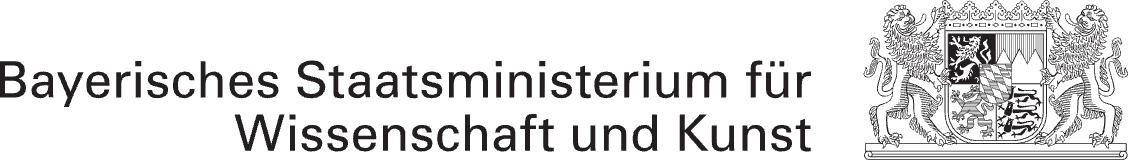 Bayerisches Staatsministerium für
Wissenschaft und Kunst